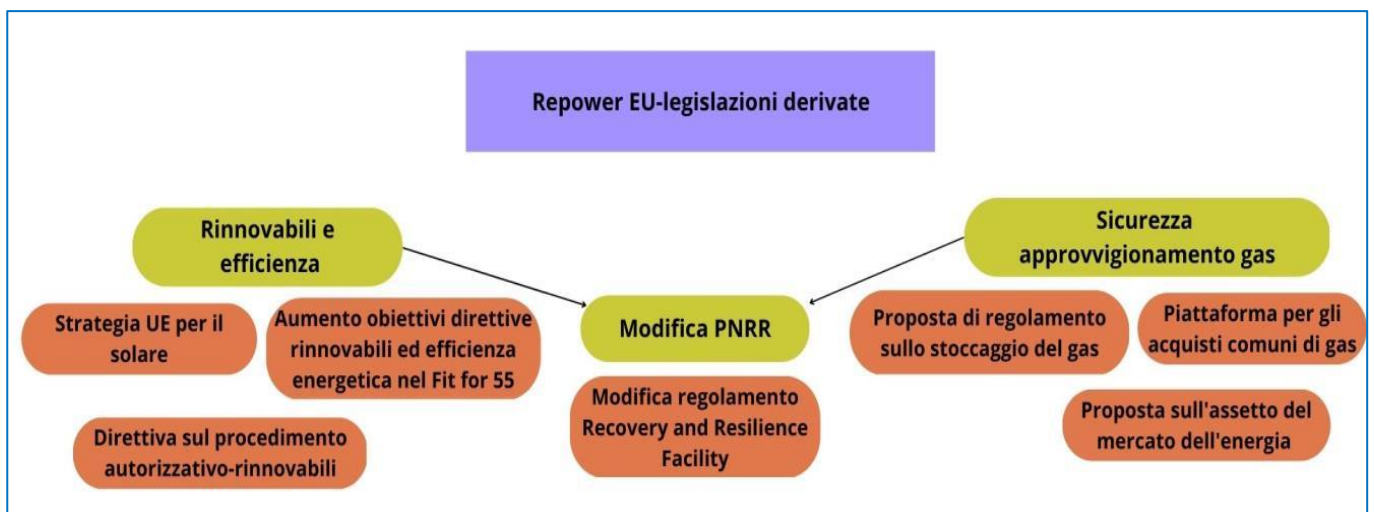 Repower EU-legislazioni derivate
Rinnovabili e
efficienza
Strategia UE per il
solare
Aumento obiettivi direttive
rinnovabili ed efficienza
energetica nel Fit for 55
Direttiva sul procedimento
autorizzativo-rinnovabili
Modifica PNRR
Modifica regolamento
Recovery and Resilience
Facility
Sicurezza
approvvigionamento gas
Proposta di regolamento
sullo stoccaggio del gas
Piattaforma per gli
acquisti comuni di gas
Proposta sull'assetto del
mercato dell'energia